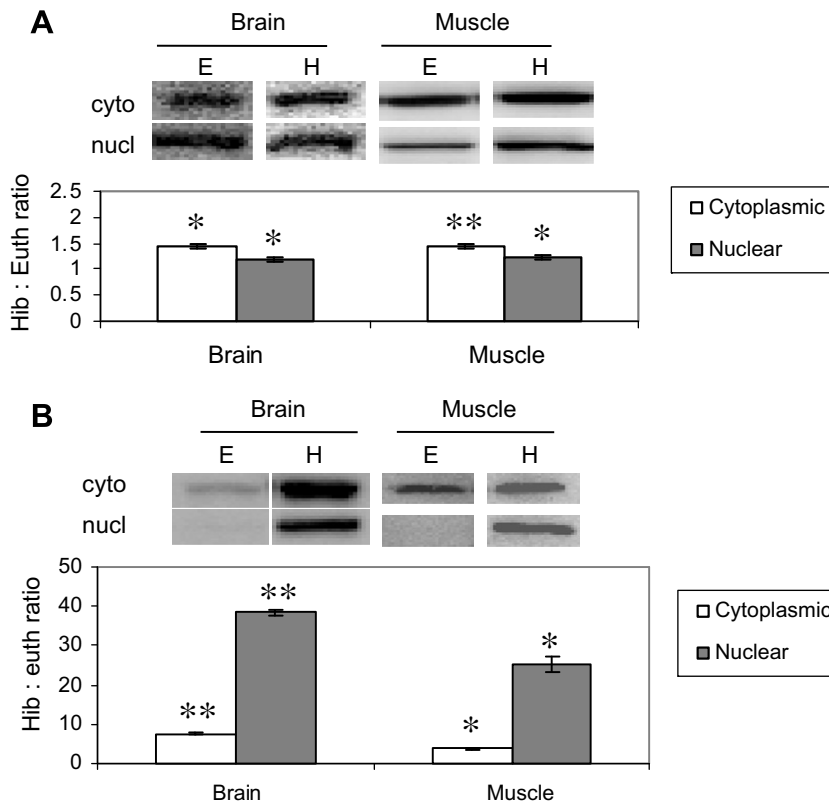 A
Brain Muscle
E H E H
cyto
nucl
Hib : Euth ratio
2.5
2
1.5
1
0.5
0
* * ** *
Brain Muscle
Cytoplasmic
Nuclear
B
Brain Muscle
E H E H
cyto
nucl
Hib : euth ratio
50
40
30
20
10
0
** ** * *
Brain Muscle
Cytoplasmic
Nuclear